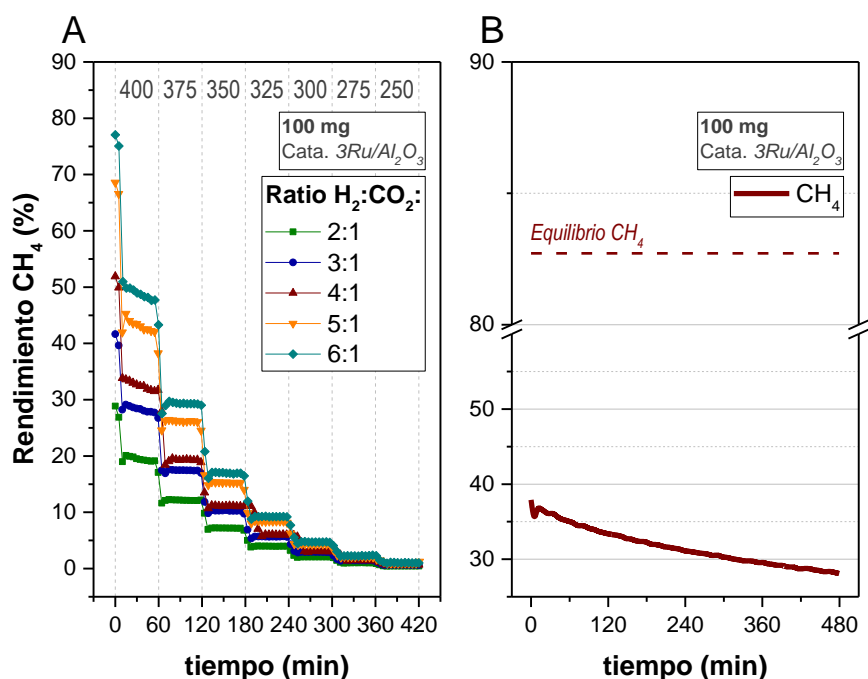 A
Rendimiento CH₄ (%)
90
80
70
60
50
40
30
20
10
0
400 375 350 325 300 275 250
100 mg
Cata. 3Ru/Al₂O₃
Ratio H₂:CO₂:
2:1
3:1
4:1
5:1
6:1
0 60 120 180 240 300 360 420
tiempo (min)
B
90
80
50
40
30
100 mg
Cata. 3Ru/Al₂O₃
CH₄
Equilibrio CH₄
0 120 240 360 480
tiempo (min)